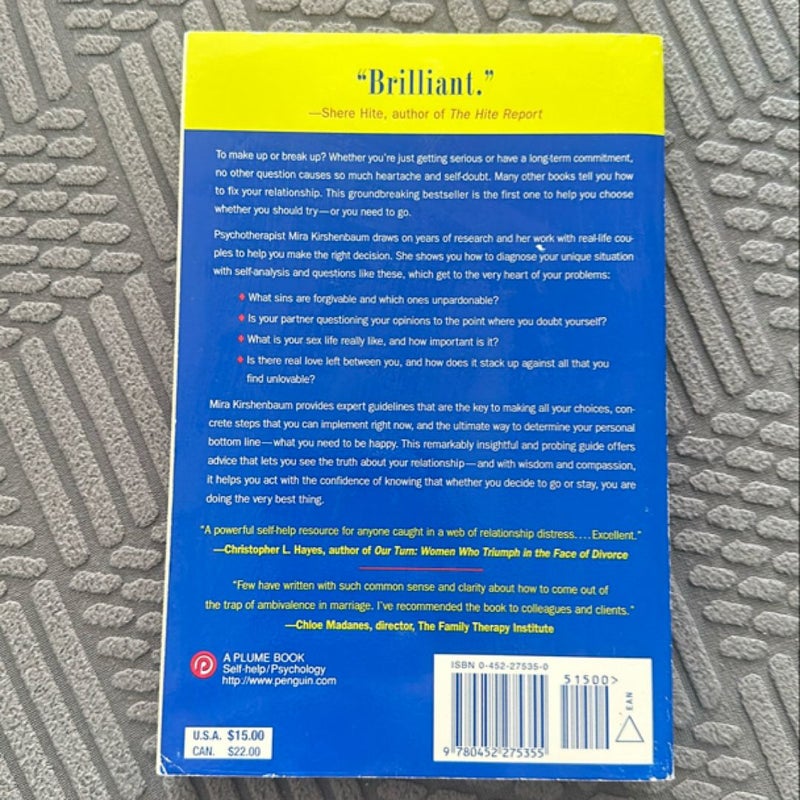 “Brilliant.”
—Shere Hite, author of The Hite Report
To make up or break up? Whether you're just getting serious or have a long-term commitment,
no other question causes so much heartache and self-doubt. Many other books tell you how
to fix your relationship. This groundbreaking bestseller is the first one to help you choose
whether you should try—or you need to go.
Psychotherapist Mira Kirshenbaum draws on years of research and her work with real-life cou-
ples to help you make the right decision. She shows you how to diagnose your unique situation
with self-analysis and questions like these, which get to the very heart of your problems:
♦ What sins are forgivable and which ones unpardonable?
♦ Is your partner questioning your opinions to the point where you doubt yourself?
♦ What is your sex life really like, and how important is it?
♦ Is there real love left between you, and how does it stack up against all that you
find unlovable?
Mira Kirshenbaum provides expert guidelines that are the key to making all your choices, con-
crete steps that you can implement right now, and the ultimate way to determine your personal
bottom line—what you need to be happy. This remarkably insightful and probing guide offers
advice that lets you see the truth about your relationship—and with wisdom and compassion,
it helps you act with the confidence of knowing that whether you decide to go or stay, you are
doing the very best thing.
“A powerful self-help resource for anyone caught in a web of relationship distress.... Excellent.”
—Christopher L. Hayes, author of Our Turn: Women Who Triumph in the Face of Divorce
“Few have written with such common sense and clarity about how to come out of
the trap of ambivalence in marriage. I've recommended the book to colleagues and clients.”
—Chloe Madanes, director, The Family Therapy Institute
A PLUME BOOK
Self-help/Psychology
http://www.penguin.com
U.S.A. $15.00
CAN. $22.00
ISBN 0-452-27535-0
51500>
9 780452 275355
EAN